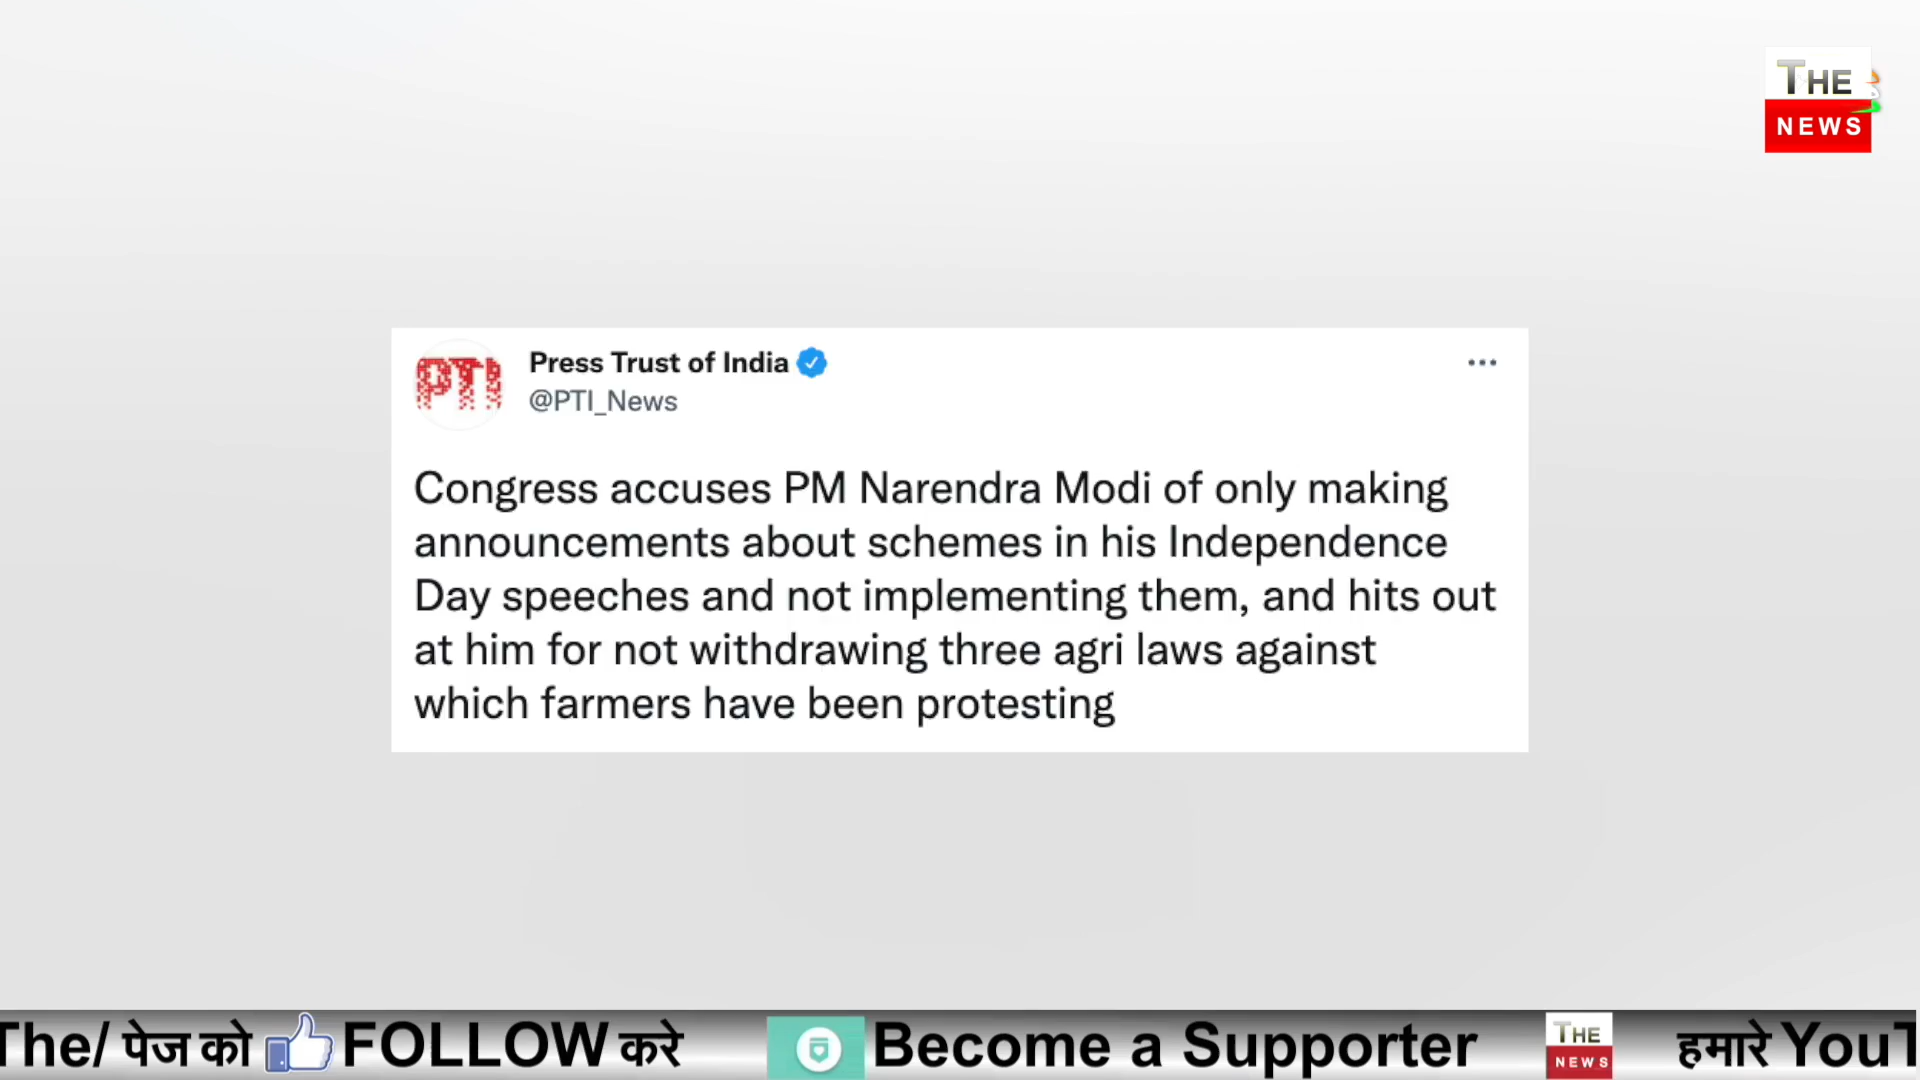 THE
NEWS
PTI
Press Trust of India
@PTI_News
Congress accuses PM Narendra Modi of only making
announcements about schemes in his Independence
Day speeches and not implementing them, and hits out
at him for not withdrawing three agri laws against
which farmers have been protesting
The/ पेज को FOLLOW करे Become a Supporter THE NEWS हमारे YouT